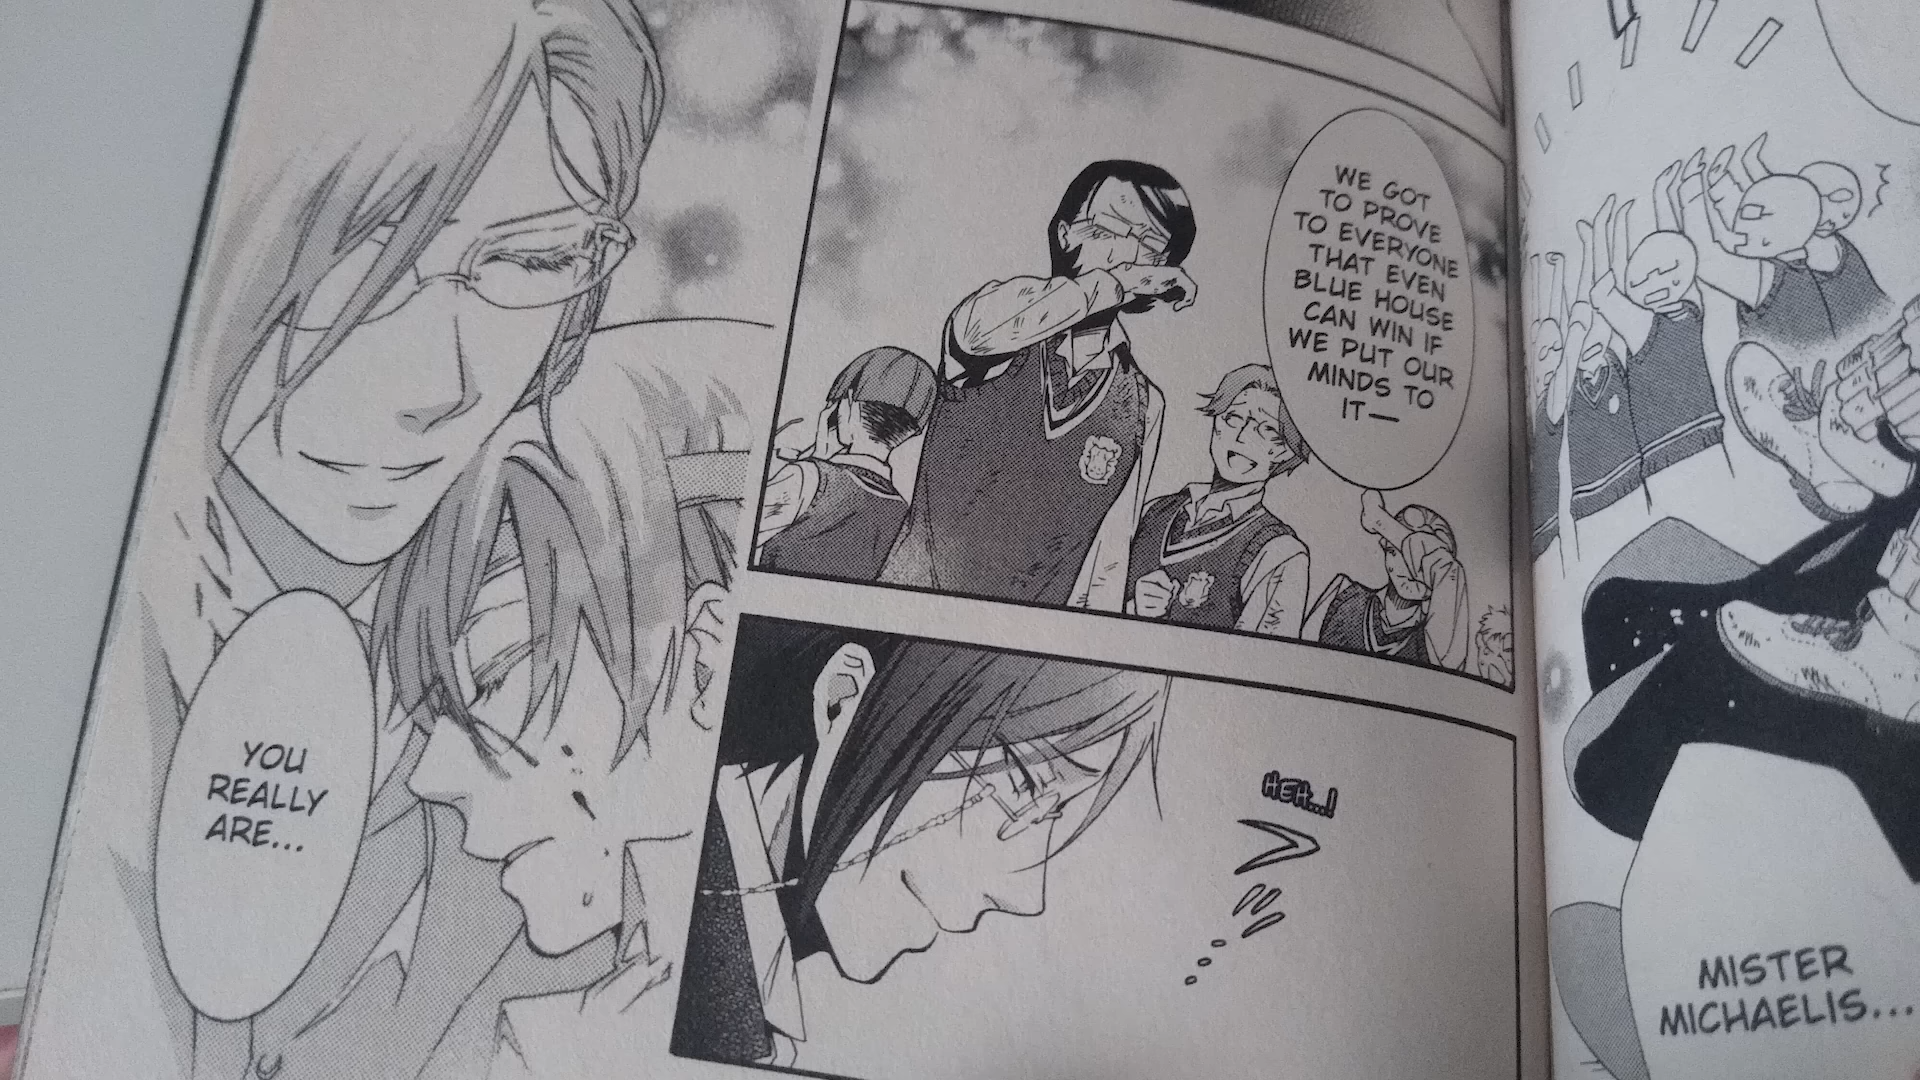 WE GOT
TO PROVE
TO EVERYONE
THAT EVEN
BLUE HOUSE
CAN WIN IF
WE PUT OUR
MINDS TO
IT—
HEH...!
YOU
REALLY
ARE...
MISTER
MICHAELIS...